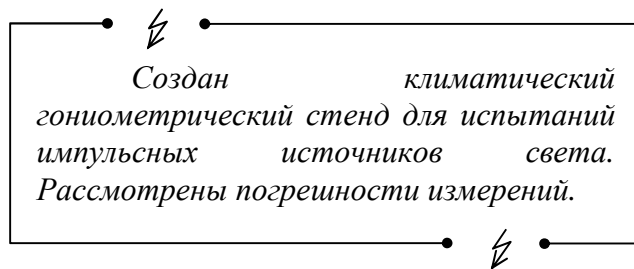 Создан климатический
гониометрический стенд для испытаний
импульсных источников света.
Рассмотрены погрешности измерений.